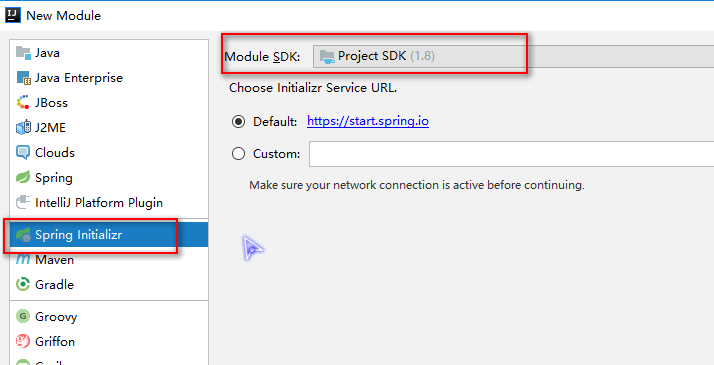 IJ
New Module
Java
Java Enterprise
JBoss
J2ME
Clouds
Spring
IntelliJ Platform Plugin
Spring Initializr
Maven
Gradle
Groovy
Griffon
Module SDK: Project SDK (1.8)
Choose Initializr Service URL.
Default: https://start.spring.io
Custom:
Make sure your network connection is active before continuing.